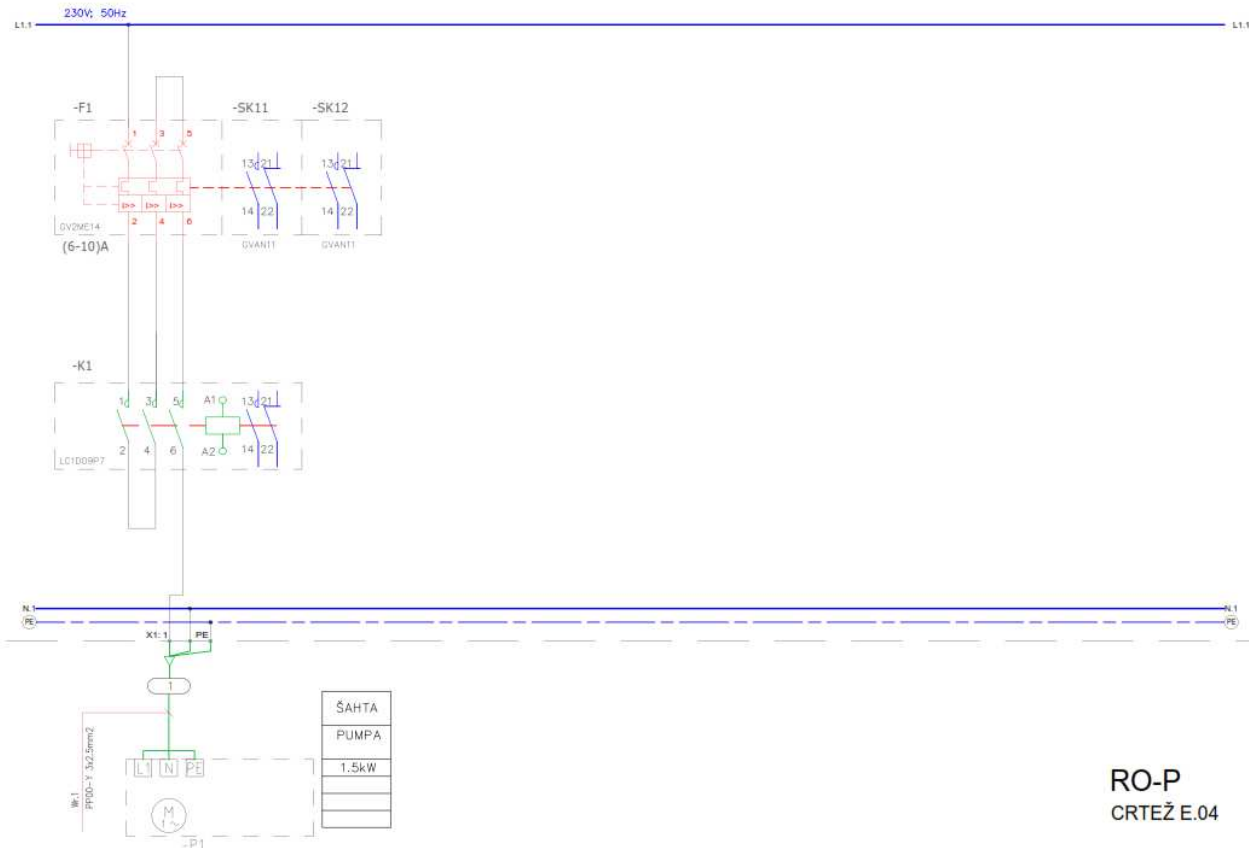 230V; 50Hz
L1.1
L1.1
-F1
-SK11
-SK12
1 3 5
13 21
13 21
I>> I>> I>>
14 22
14 22
2 4 6
GV2ME14
GVAN11
GVAN11
(6-10)A
-K1
1 3 5
A1
13 21
2 4 6
A2
14 22
LC1D09P7
N.1
N.1
PE
PE
X1: 1
PE
1
Wr.1
PP00-Y 3x2.5mm2
L1 N PE
M
1 ~
-P1
ŠAHTA
PUMPA
1.5kW
RO-P
CRTEŽ E.04